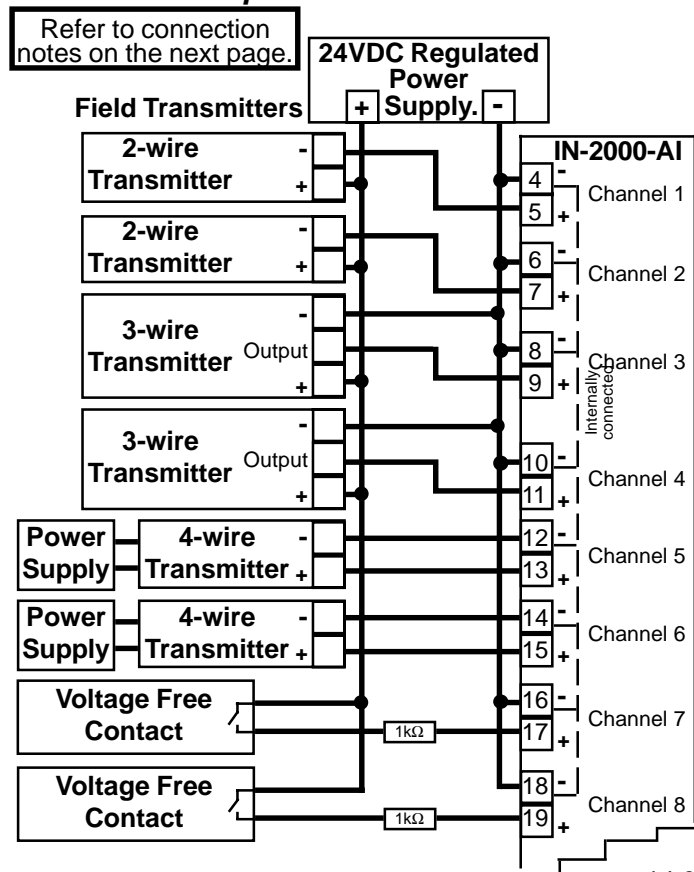 Refer to connection
notes on the next page.
24VDC Regulated
Power
+ Supply. -
Field Transmitters
IN-2000-AI
2-wire
Transmitter
-
+
4 -
5 +
Channel 1
2-wire
Transmitter
-
+
6 -
7 +
Channel 2
3-wire
Transmitter
-
Output
+
8 -
9 +
Channel 3
Internally
connected
3-wire
Transmitter
-
Output
+
10 -
11 +
Channel 4
Power
Supply
4-wire
Transmitter
-
+
12 -
13 +
Channel 5
Power
Supply
4-wire
Transmitter
-
+
14 -
15 +
Channel 6
Voltage Free
Contact
1kΩ
16 -
17 +
Channel 7
Voltage Free
Contact
1kΩ
18 -
19 +
Channel 8